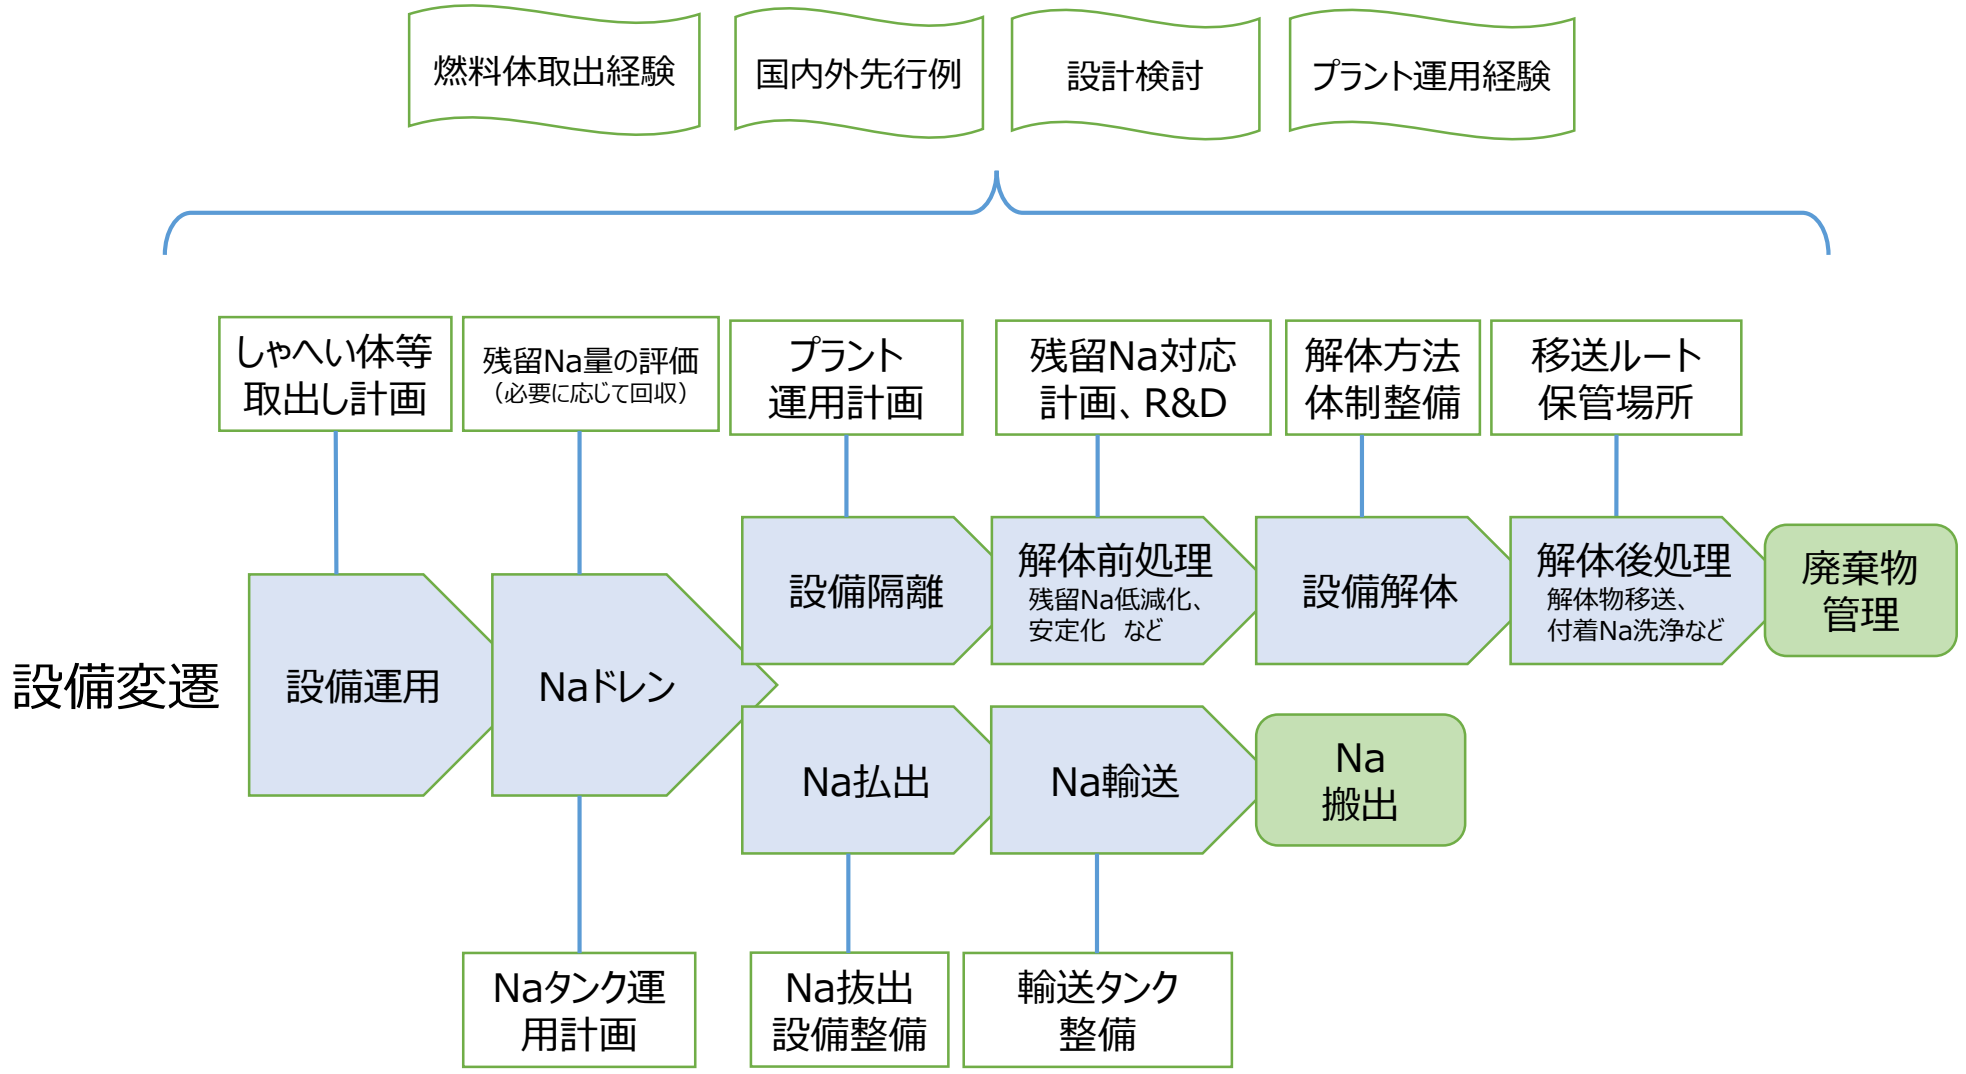 燃料体取出経験
国内外先行例
設計検討
プラント運用経験
しゃへい体等
取出し計画
残留Na量の評価
（必要に応じて回収）
プラント
運用計画
残留Na対応
計画、R&D
解体方法
体制整備
移送ルート
保管場所
設備変遷
設備運用
Naドレン
設備隔離
解体前処理
残留Na低減化、
安定化　など
設備解体
解体後処理
解体物移送、
付着Na洗浄など
廃棄物
管理
Na払出
Na輸送
Na
搬出
Naタンク運
用計画
Na抜出
設備整備
輸送タンク
整備